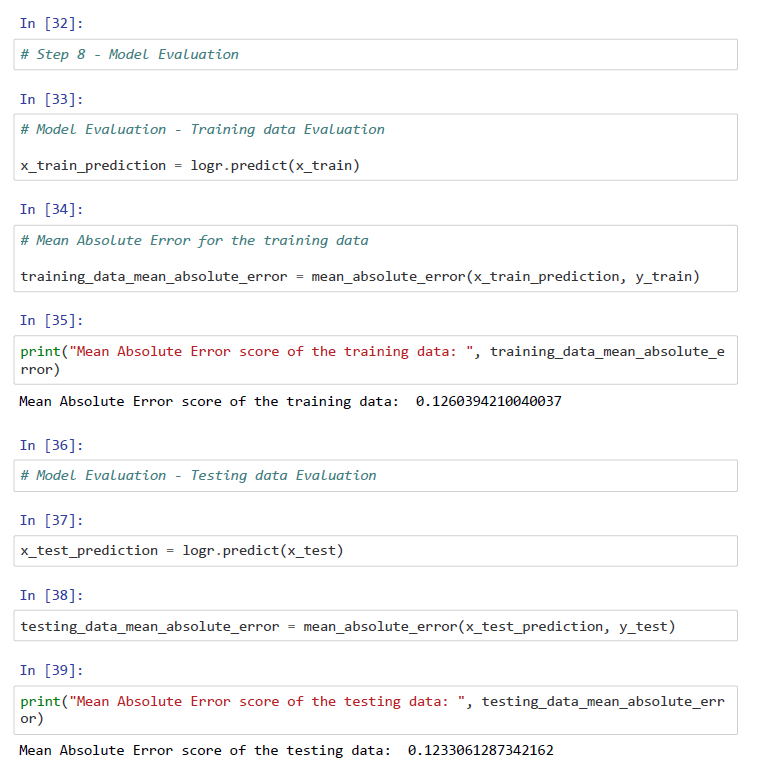 In [32]:
# Step 8 - Model Evaluation
In [33]:
# Model Evaluation - Training data Evaluation
x_train_prediction = logr.predict(x_train)
In [34]:
# Mean Absolute Error for the training data
training_data_mean_absolute_error = mean_absolute_error(x_train_prediction, y_train)
In [35]:
print("Mean Absolute Error score of the training data: ", training_data_mean_absolute_e
rror)
Mean Absolute Error score of the training data:  0.1260394210040037
In [36]:
# Model Evaluation - Testing data Evaluation
In [37]:
x_test_prediction = logr.predict(x_test)
In [38]:
testing_data_mean_absolute_error = mean_absolute_error(x_test_prediction, y_test)
In [39]:
print("Mean Absolute Error score of the testing data: ", testing_data_mean_absolute_err
or)
Mean Absolute Error score of the testing data:  0.1233061287342162